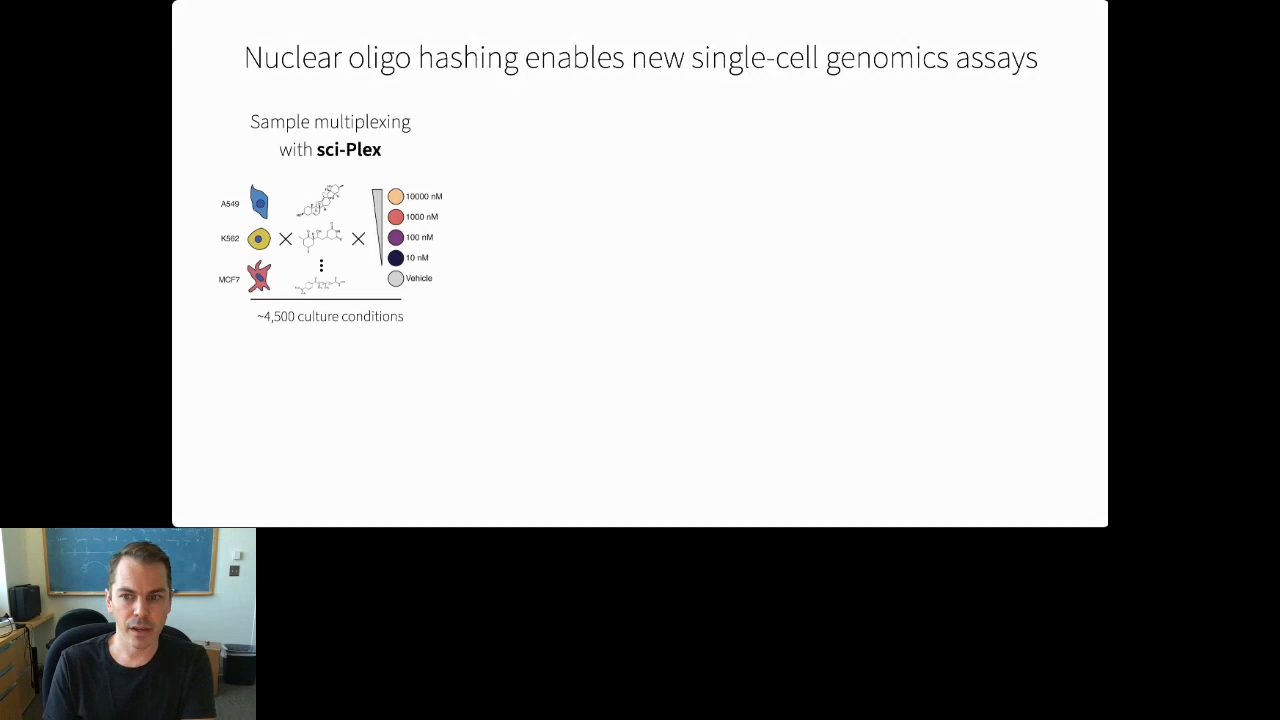 Nuclear oligo hashing enables new single-cell genomics assays
Sample multiplexing
with sci-Plex
A549
K562
MCF7
10000 nM
1000 nM
100 nM
10 nM
Vehicle
~4,500 culture conditions